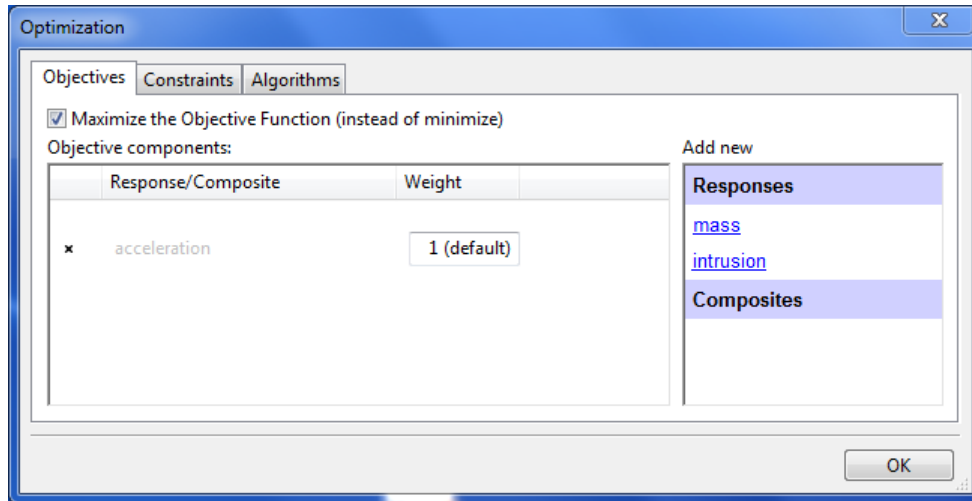 Optimization
Objectives Constraints Algorithms
Maximize the Objective Function (instead of minimize)
Objective components: Add new
Response/Composite Weight Responses
mass
acceleration 1 (default)
intrusion
Composites
OK